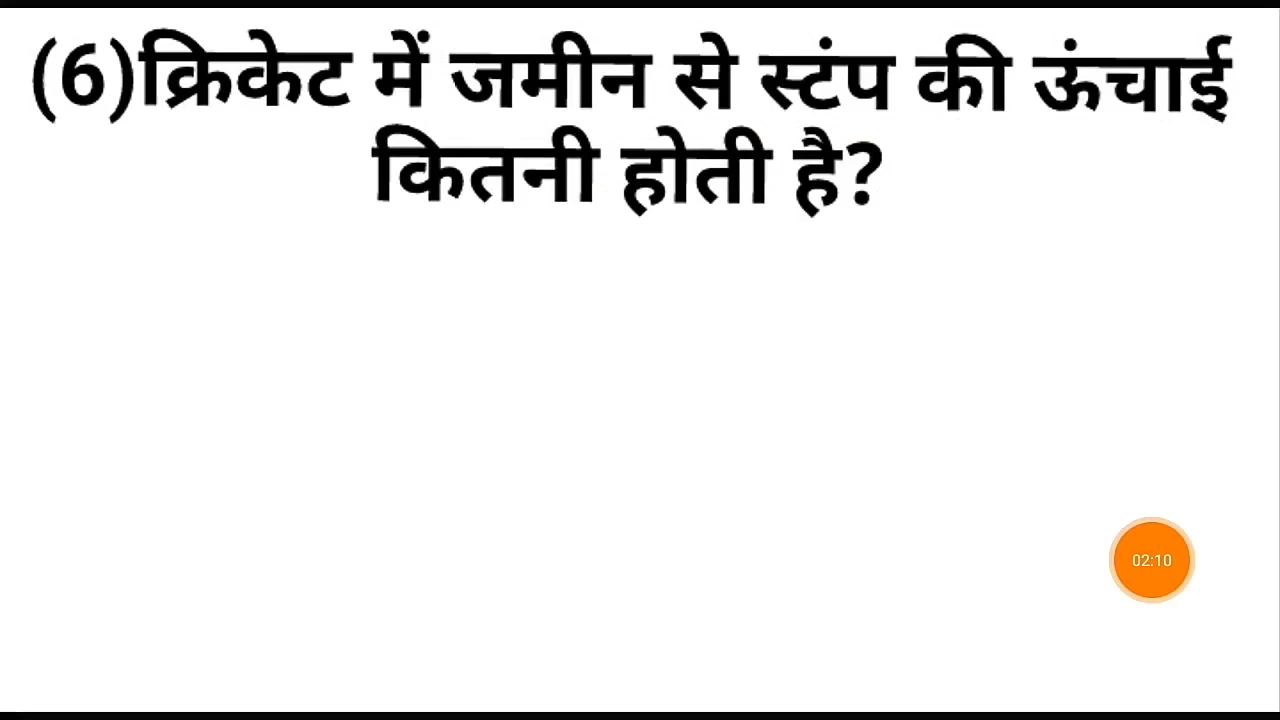 (6)क्रिकेट में जमीन से स्टंप की ऊंचाई
कितनी होती है?
02:10